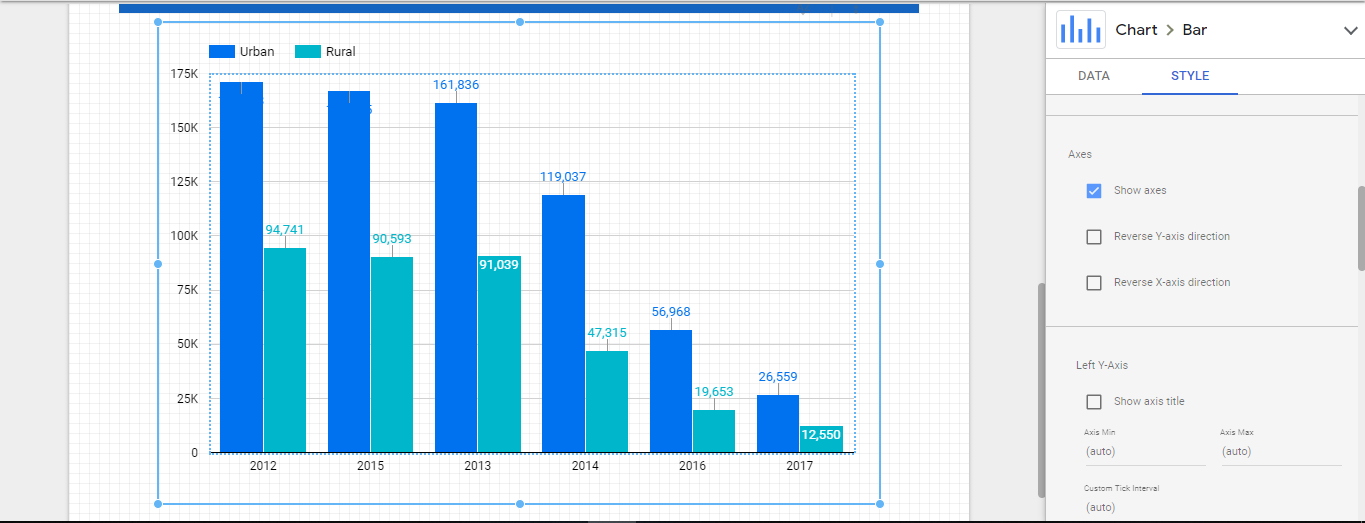 Chart > Bar
DATA STYLE
Urban Rural
175K
150K
125K
100K
75K
50K
25K
0
161,836
119,037
94,741
90,593
91,039
56,968
47,315
26,559
19,653
12,550
2012 2015 2013 2014 2016 2017
Axes
Show axes
Reverse Y-axis direction
Reverse X-axis direction
Left Y-Axis
Show axis title
Axis Min Axis Max
(auto) (auto)
Custom Tick Interval
(auto)